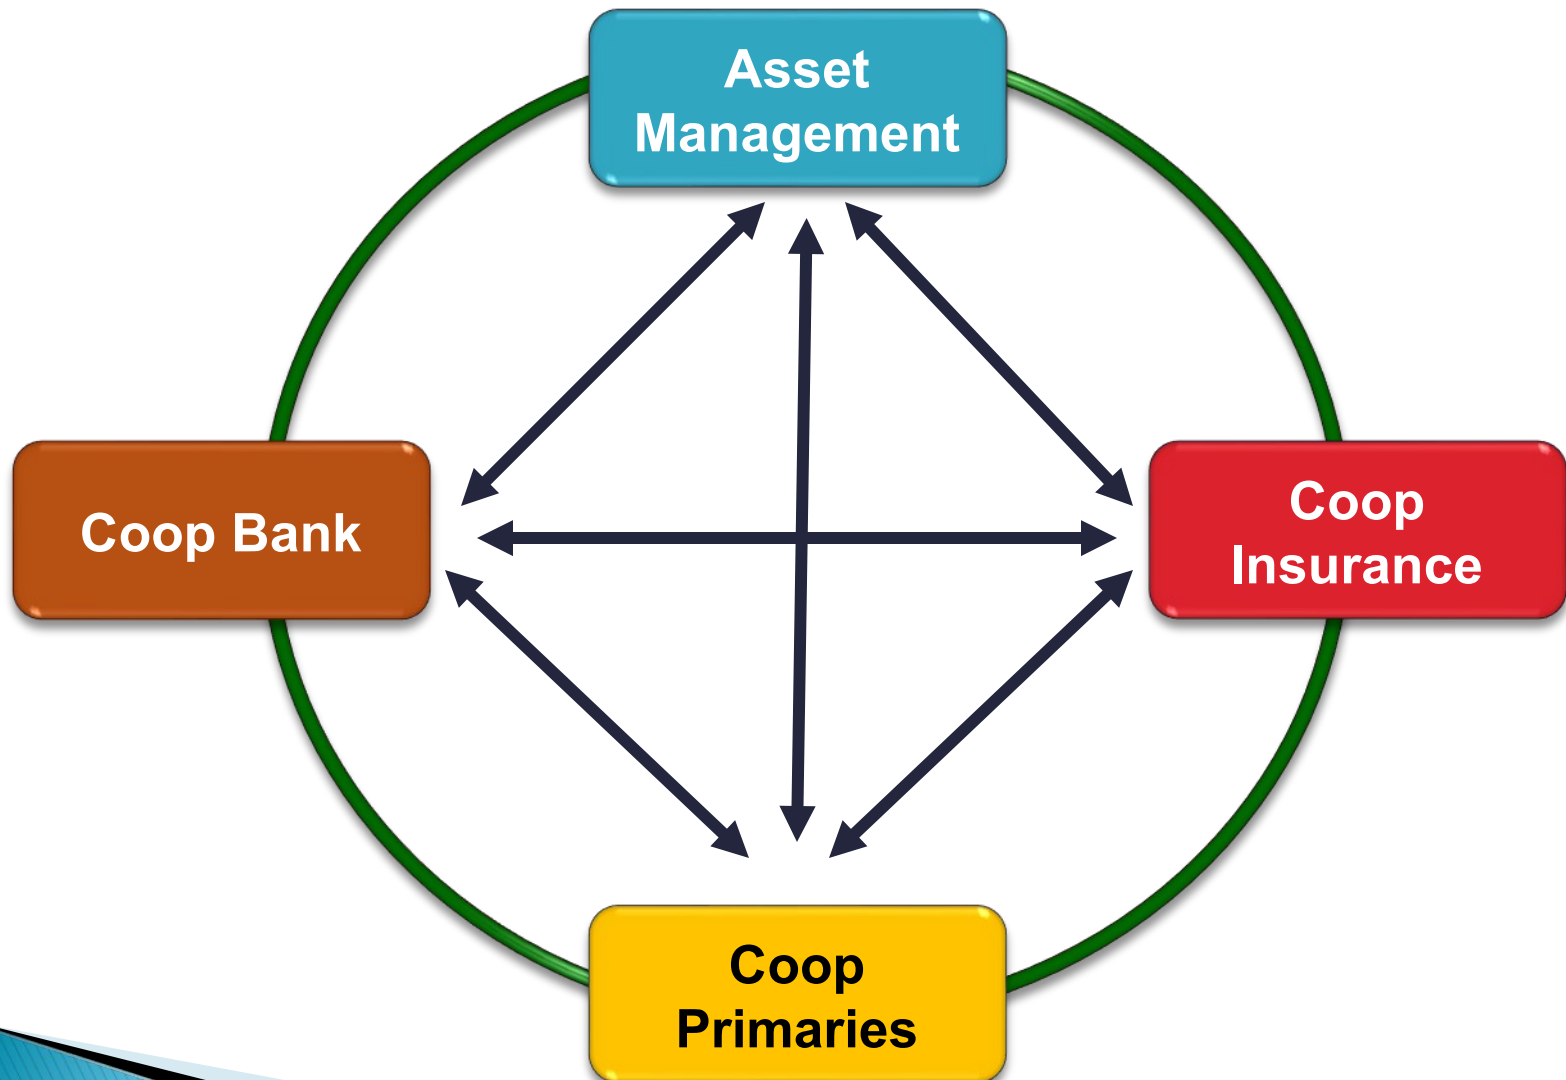 Asset
Management
Coop Bank
Coop
Insurance
Coop
Primaries